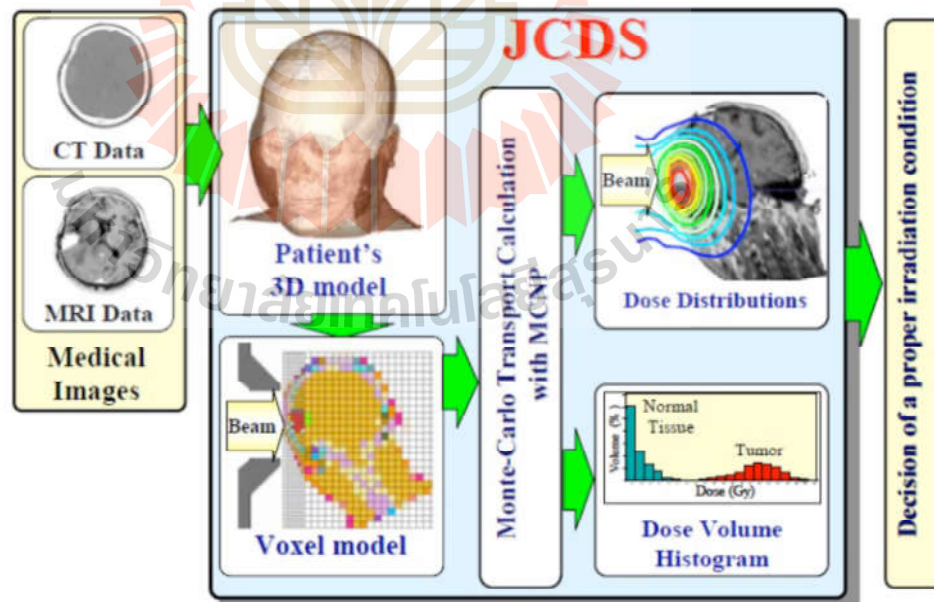 JCDS
CT Data
MRI Data
Medical
Images
Patient's
3D model
Beam
Voxel model
Monte-Carlo Transport Calculation
with MCNP
Beam
Dose Distributions
Volume (%)
Normal
Tissue
Tumor
Dose (Gy)
Dose Volume
Histogram
Decision of a proper irradiation condition